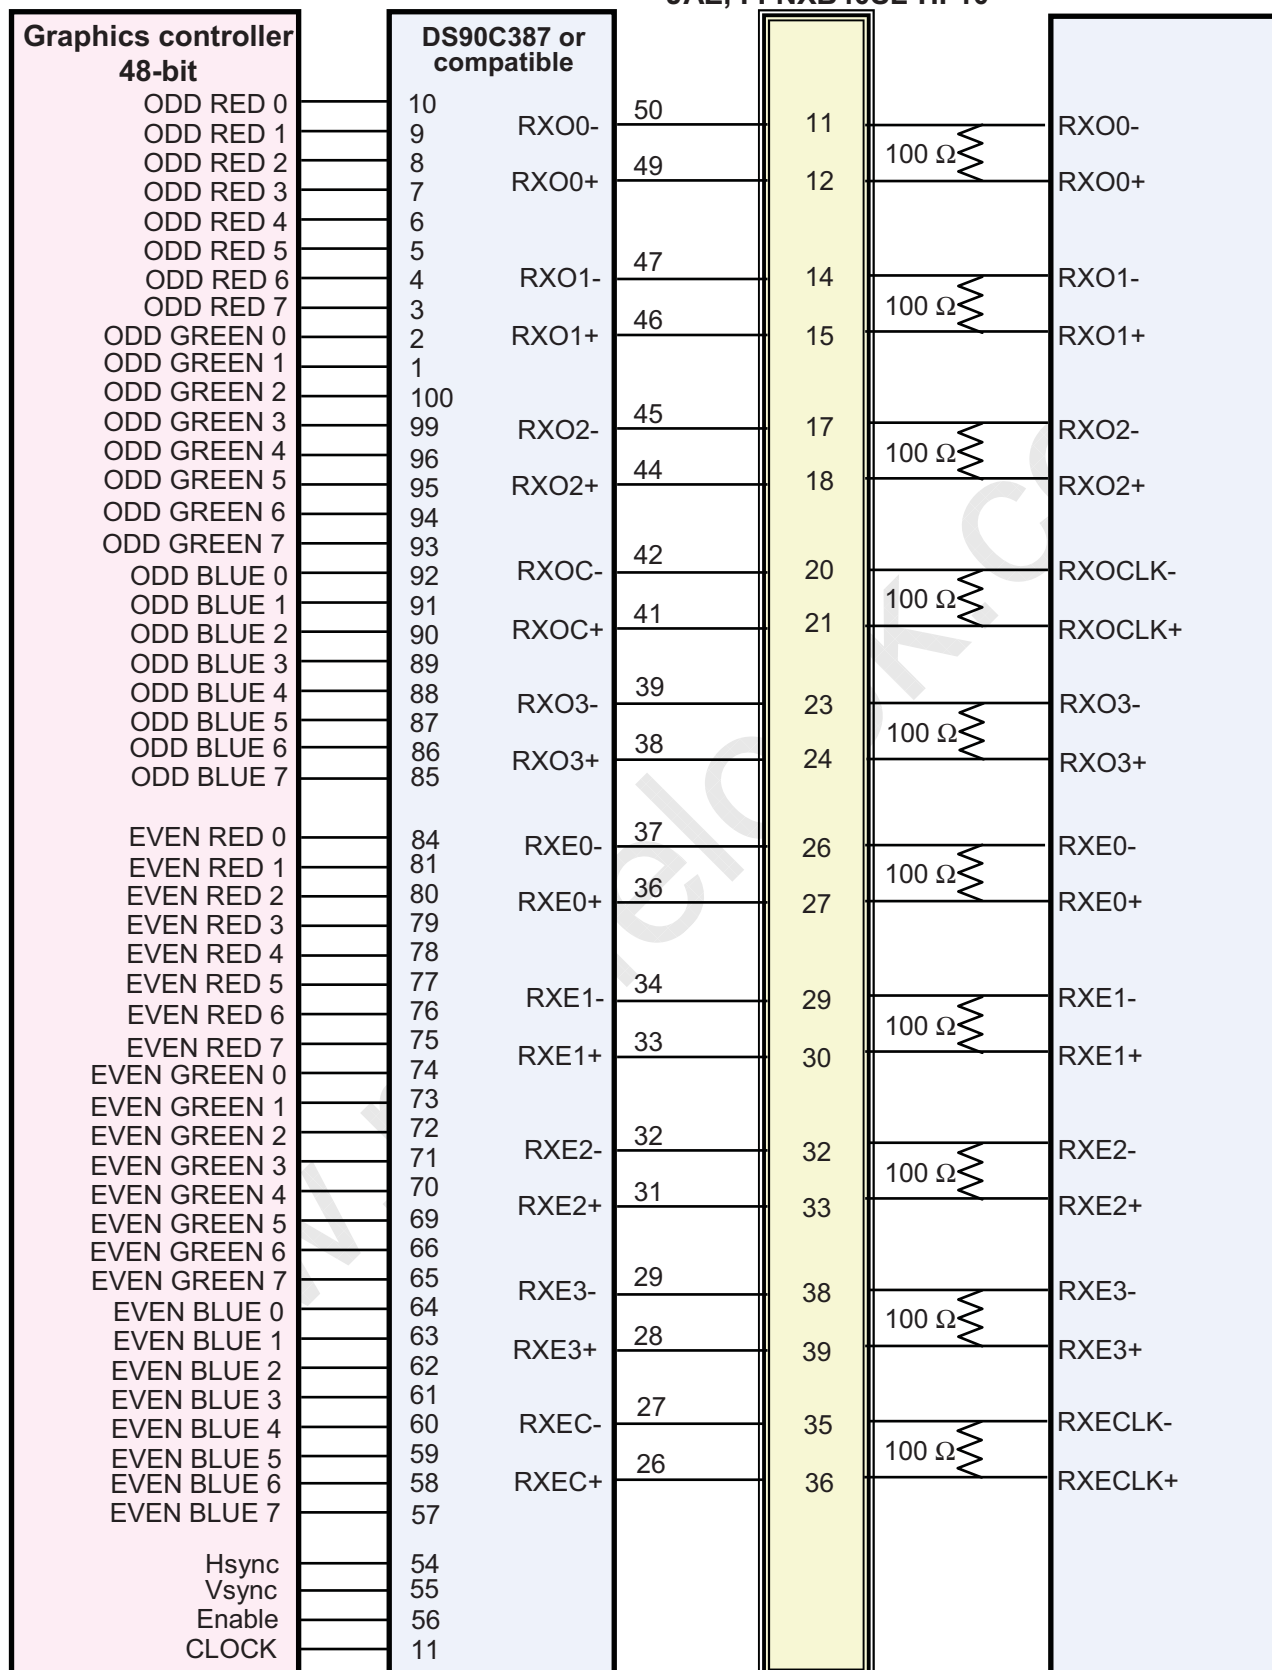 Graphics controller
48-bit
ODD RED 0
ODD RED 1
ODD RED 2
ODD RED 3
ODD RED 4
ODD RED 5
ODD RED 6
ODD RED 7
ODD GREEN 0
ODD GREEN 1
ODD GREEN 2
ODD GREEN 3
ODD GREEN 4
ODD GREEN 5
ODD GREEN 6
ODD GREEN 7
ODD BLUE 0
ODD BLUE 1
ODD BLUE 2
ODD BLUE 3
ODD BLUE 4
ODD BLUE 5
ODD BLUE 6
ODD BLUE 7
EVEN RED 0
EVEN RED 1
EVEN RED 2
EVEN RED 3
EVEN RED 4
EVEN RED 5
EVEN RED 6
EVEN RED 7
EVEN GREEN 0
EVEN GREEN 1
EVEN GREEN 2
EVEN GREEN 3
EVEN GREEN 4
EVEN GREEN 5
EVEN GREEN 6
EVEN GREEN 7
EVEN BLUE 0
EVEN BLUE 1
EVEN BLUE 2
EVEN BLUE 3
EVEN BLUE 4
EVEN BLUE 5
EVEN BLUE 6
EVEN BLUE 7
Hsync
Vsync
Enable
CLOCK
DS90C387 or
compatible
10
9
8
7
6
5
4
3
2
1
100
99
96
95
94
93
92
91
90
89
88
87
86
85
84
81
80
79
78
77
76
75
74
73
72
71
70
69
66
65
64
63
62
61
60
59
58
57
54
55
56
11
RXO0-
RXO0+
RXO1-
RXO1+
RXO2-
RXO2+
RXOC-
RXOC+
RXO3-
RXO3+
RXE0-
RXE0+
RXE1-
RXE1+
RXE2-
RXE2+
RXE3-
RXE3+
RXEC-
RXEC+
50
49
47
46
45
44
42
41
39
38
37
36
34
33
32
31
29
28
27
26
11
12
14
15
17
18
20
21
23
24
26
27
29
30
32
33
38
39
35
36
100 Ω
100 Ω
100 Ω
100 Ω
100 Ω
100 Ω
100 Ω
100 Ω
100 Ω
100 Ω
RXO0-
RXO0+
RXO1-
RXO1+
RXO2-
RXO2+
RXOCLK-
RXOCLK+
RXO3-
RXO3+
RXE0-
RXE0+
RXE1-
RXE1+
RXE2-
RXE2+
RXE3-
RXE3+
RXECLK-
RXECLK+